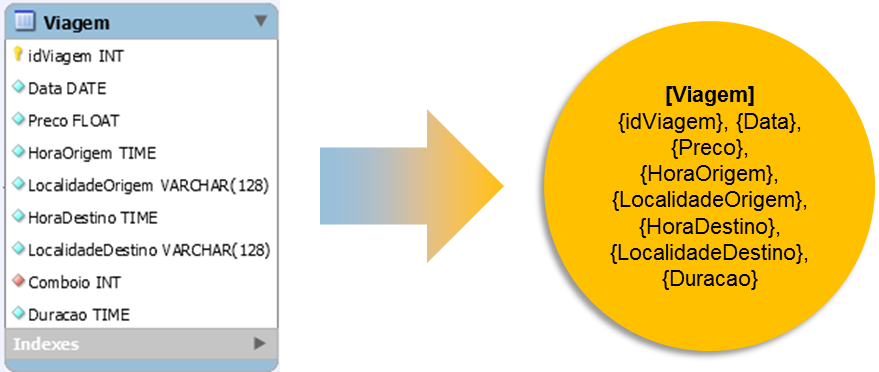 Viagem
idViagem INT
Data DATE
Preco FLOAT
HoraOrigem TIME
LocalidadeOrigem VARCHAR(128)
HoraDestino TIME
LocalidadeDestino VARCHAR(128)
Comboio INT
Duracao TIME
Indexes
[Viagem]
{idViagem}, {Data},
{Preco},
{HoraOrigem},
{LocalidadeOrigem},
{HoraDestino},
{LocalidadeDestino},
{Duracao}